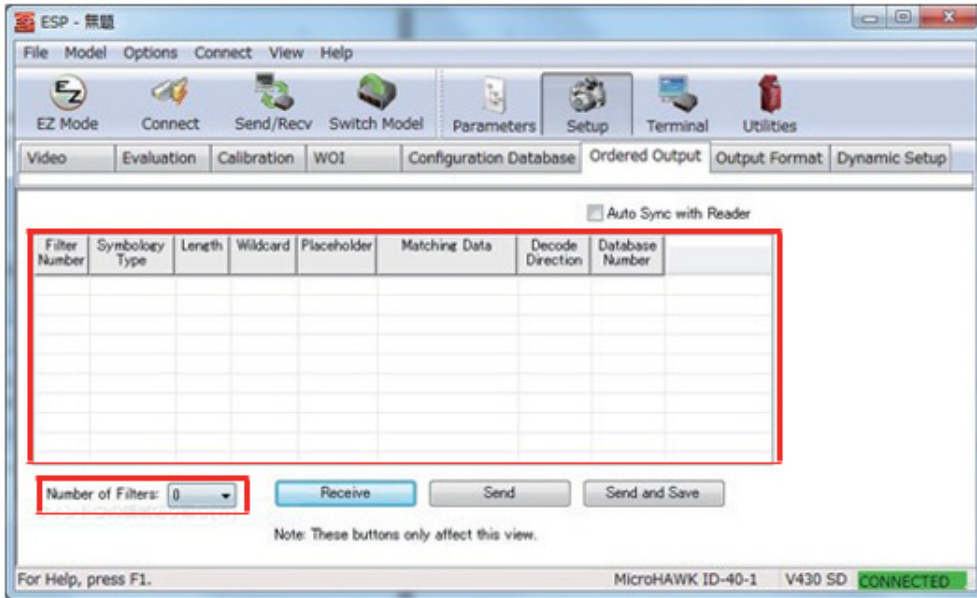 ESP - 無題
File Model Options Connect View Help
EZ
EZ Mode Connect Send/Recv Switch Model Parameters Setup Terminal Utilities
Video Evaluation Calibration WOI Configuration Database Ordered Output Output Format Dynamic Setup
Auto Sync with Reader
Filter Number Symbology Type Length Wildcard Placeholder Matching Data Decode Direction Database Number
Number of Filters: 0 Receive Send Send and Save
Note: These buttons only affect this view.
For Help, press F1. MicroHAWK ID-40-1 V430 SD CONNECTED